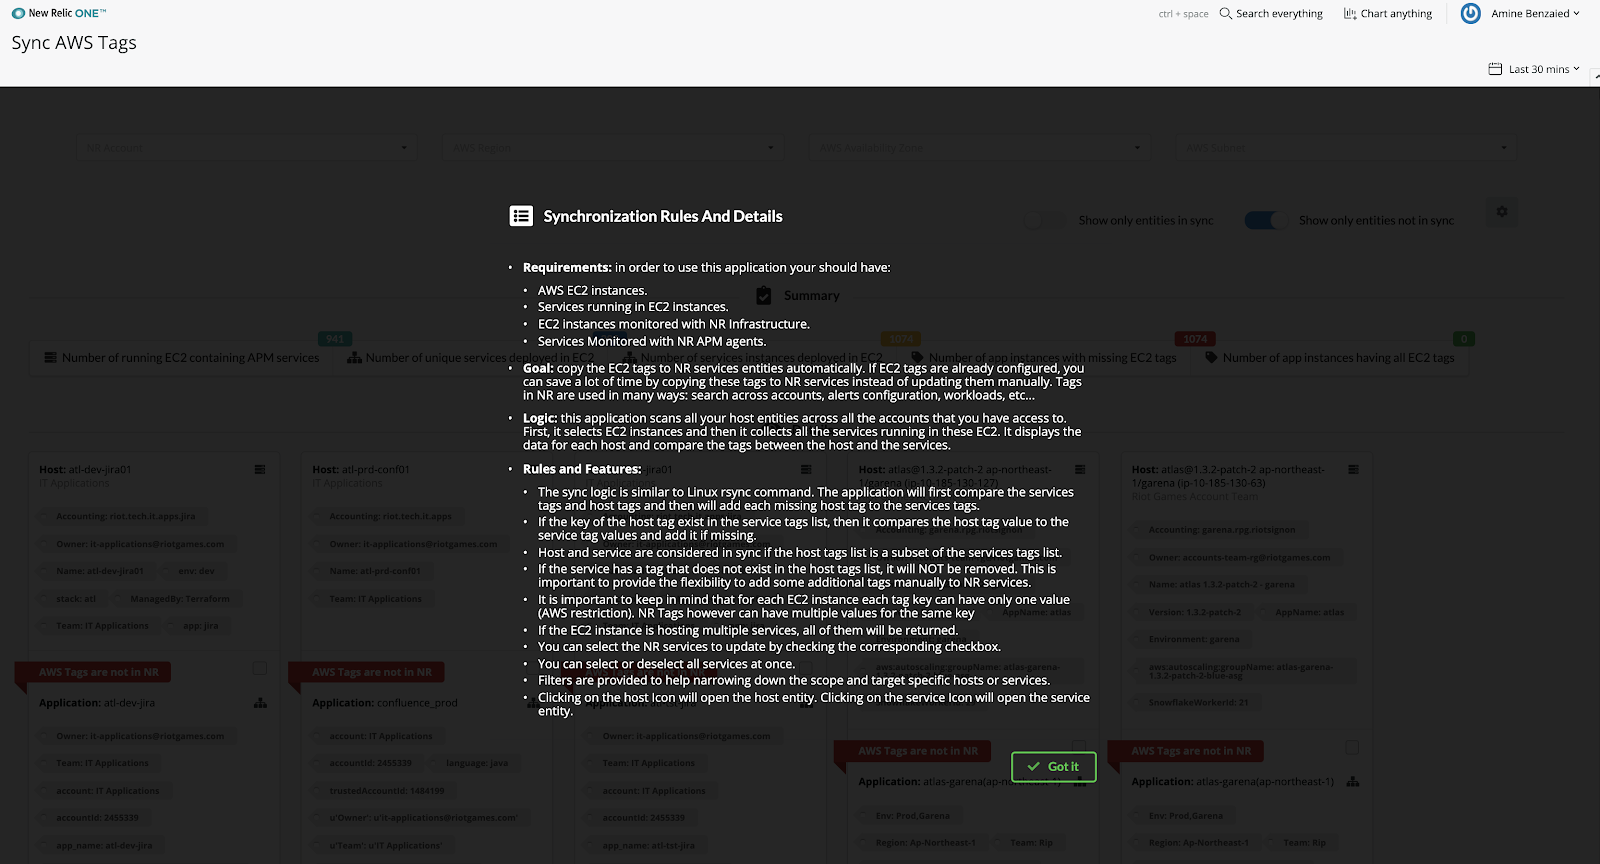 New Relic ONE™
ctrl + space Search everything Chart anything Amine Benzaied
Sync AWS Tags
Last 30 mins
NR Account AWS Region AWS Availability Zone AWS Subnet
Synchronization Rules And Details
Show only entities in sync Show only entities not in sync
• Requirements: in order to use this application your should have:
• AWS EC2 instances.
• Services running in EC2 instances.
• EC2 instances monitored with NR Infrastructure.
• Services Monitored with NR APM agents.
Summary
941 1074 1074 0
Number of running EC2 containing APM services Number of unique services deployed in EC2 Number of services instances deployed in EC2 Number of app instances with missing EC2 tags Number of app instances having all EC2 tags
• Goal: copy the EC2 tags to NR services entities automatically. If EC2 tags are already configured, you
can save a lot of time by copying these tags to NR services instead of updating them manually. Tags
in NR are used in many ways: search across accounts, alerts configuration, workloads, etc...
• Logic: this application scans all your host entities across all the accounts that you have access to.
First, it selects EC2 instances and then it collects all the services running in these EC2. It displays the
data for each host and compare the tags between the host and the services.
• Rules and Features:
• The sync logic is similar to Linux rsync command. The application will first compare the services
tags and host tags and then will add each missing host tag to the services tags.
• If the key of the host tag exist in the service tags list, then it compares the host tag value to the
service tag values and add it if missing.
• Host and service are considered in sync if the host tags list is a subset of the services tags list.
• If the service has a tag that does not exist in the host tags list, it will NOT be removed. This is
important to provide the flexibility to add some additional tags manually to NR services.
• It is important to keep in mind that for each EC2 instance each tag key can have only one value
(AWS restriction). NR Tags however can have multiple values for the same key
• If the EC2 instance is hosting multiple services, all of them will be returned.
• You can select the NR services to update by checking the corresponding checkbox.
• You can select or deselect all services at once.
• Filters are provided to help narrowing down the scope and target specific hosts or services.
• Clicking on the host Icon will open the host entity. Clicking on the service Icon will open the service
entity.
Got it
Host: atl-dev-jira01
IT Applications
Accounting: riot.tech.it.apps.jira
Owner: it-applications@riotgames.com
Name: atl-dev-jira01 env: dev
stack: atl ManagedBy: Terraform
Team: IT Applications app: jira
AWS Tags are not in NR
Application: atl-dev-jira
Owner: it-applications@riotgames.com
Team: IT Applications
account: IT Applications
accountId: 2455339
app_name: atl-dev-jira
Host: atl-prd-conf01
IT Applications
Accounting: riot.tech.it.apps
Owner: it-applications@riotgames.com
Name: atl-prd-conf01
Team: IT Applications
AWS Tags are not in NR
Application: confluence_prod
account: IT Applications
accountId: 2455339 language: java
trustedAccountId: 1484199
u'Owner': u'it-applications@riotgames.com'
u'Team': u'IT Applications'
jira01
Owner: it-applications@riotgames.com
Team: IT Applications
account: IT Applications
accountId: 2455339
app_name: atl-tst-jira
Host: atlas@1.3.2-patch-2 ap-northeast-
1/garena (ip-10-185-130-127)
AppName: atlas
aws:autoscaling:groupName: atlas-garena-
1.3.2-patch-2-blue-asg
AWS Tags are not in NR
Application: atlas-garena(ap-northeast-1)
Env: Prod,Garena
Region: Ap-Northeast-1 Team: Rip
Host: atlas@1.3.2-patch-2 ap-northeast-
1/garena (ip-10-185-130-63)
Riot Games Account Team
Accounting: garena.rpg.riotsignon
Owner: accounts-team-rg@riotgames.com
Name: atlas 1.3.2-patch-2 - garena
Version: 1.3.2-patch-2 AppName: atlas
Environment: garena
aws:autoscaling:groupName: atlas-garena-
1.3.2-patch-2-blue-asg
SnowflakeWorkerId: 21
AWS Tags are not in NR
Application: atlas-garena(ap-northeast-1)
Env: Prod,Garena
Region: Ap-Northeast-1 Team: Rip